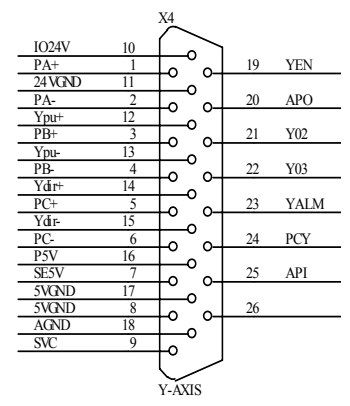 X4
IO24V 10
PA+ 1 19 YEN
24VGND 11
PA- 2 20 APO
Ypu+ 12
PB+ 3 21 Y02
Ypu- 13
PB- 4 22 Y03
Ydir+ 14
PC+ 5 23 YALM
Ydir- 15
PC- 6 24 PCY
P5V 16
SE5V 7 25 API
5VGND 17
5VGND 8 26
AGND 18
SVC 9
Y-AXIS